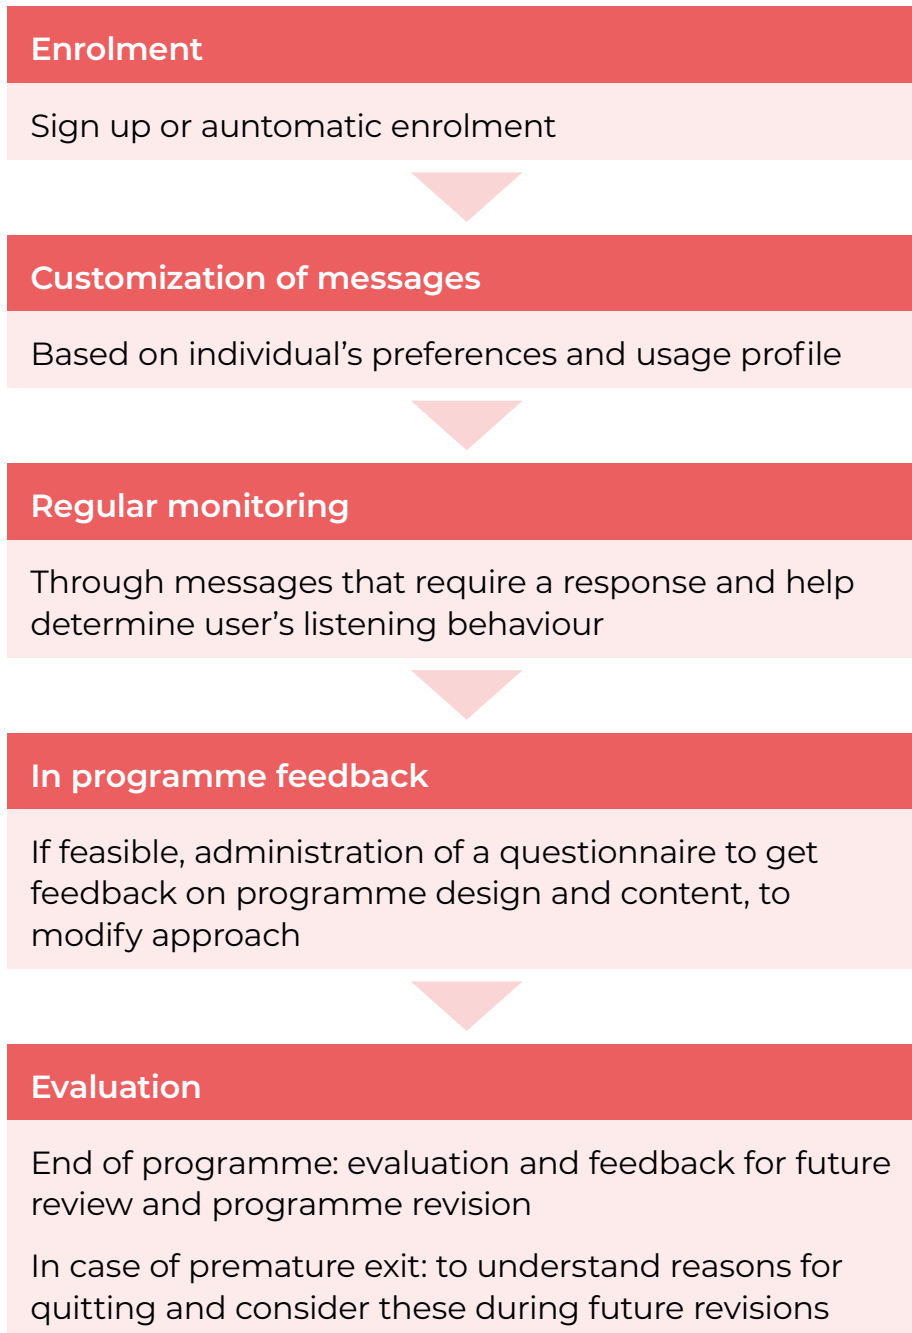 Enrolment
Sign up or auntomatic enrolment
Customization of messages
Based on individual’s preferences and usage profile
Regular monitoring
Through messages that require a response and help
determine user’s listening behaviour
In programme feedback
If feasible, administration of a questionnaire to get
feedback on programme design and content, to
modify approach
Evaluation
End of programme: evaluation and feedback for future
review and programme revision
In case of premature exit: to understand reasons for
quitting and consider these during future revisions